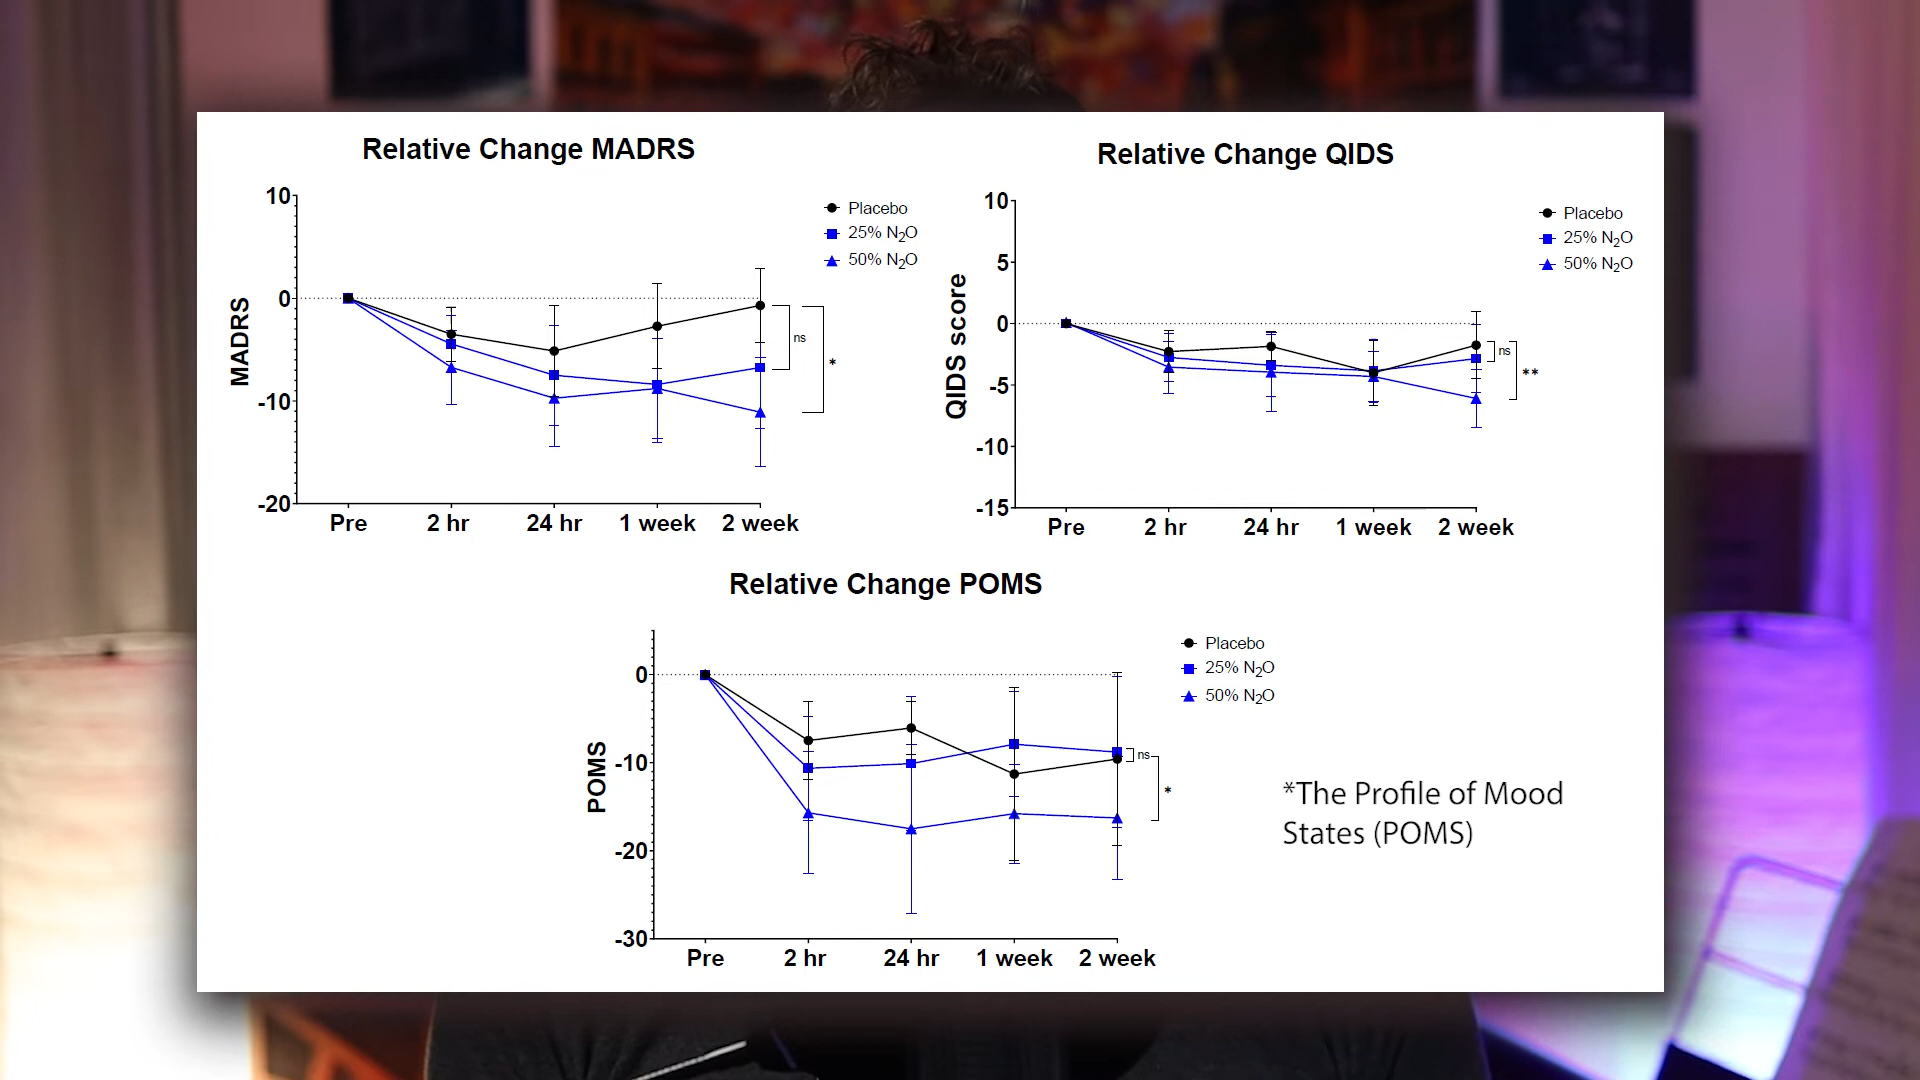 Relative Change MADRS
10
0
-10
-20
MADRS
Pre 2 hr 24 hr 1 week 2 week
Placebo
25% N2O
50% N2O
ns
*
Relative Change QIDS
10
5
0
-5
-10
-15
QIDS score
Pre 2 hr 24 hr 1 week 2 week
Placebo
25% N2O
50% N2O
ns
**
Relative Change POMS
0
-10
-20
-30
POMS
Pre 2 hr 24 hr 1 week 2 week
Placebo
25% N2O
50% N2O
ns
*
*The Profile of Mood
States (POMS)